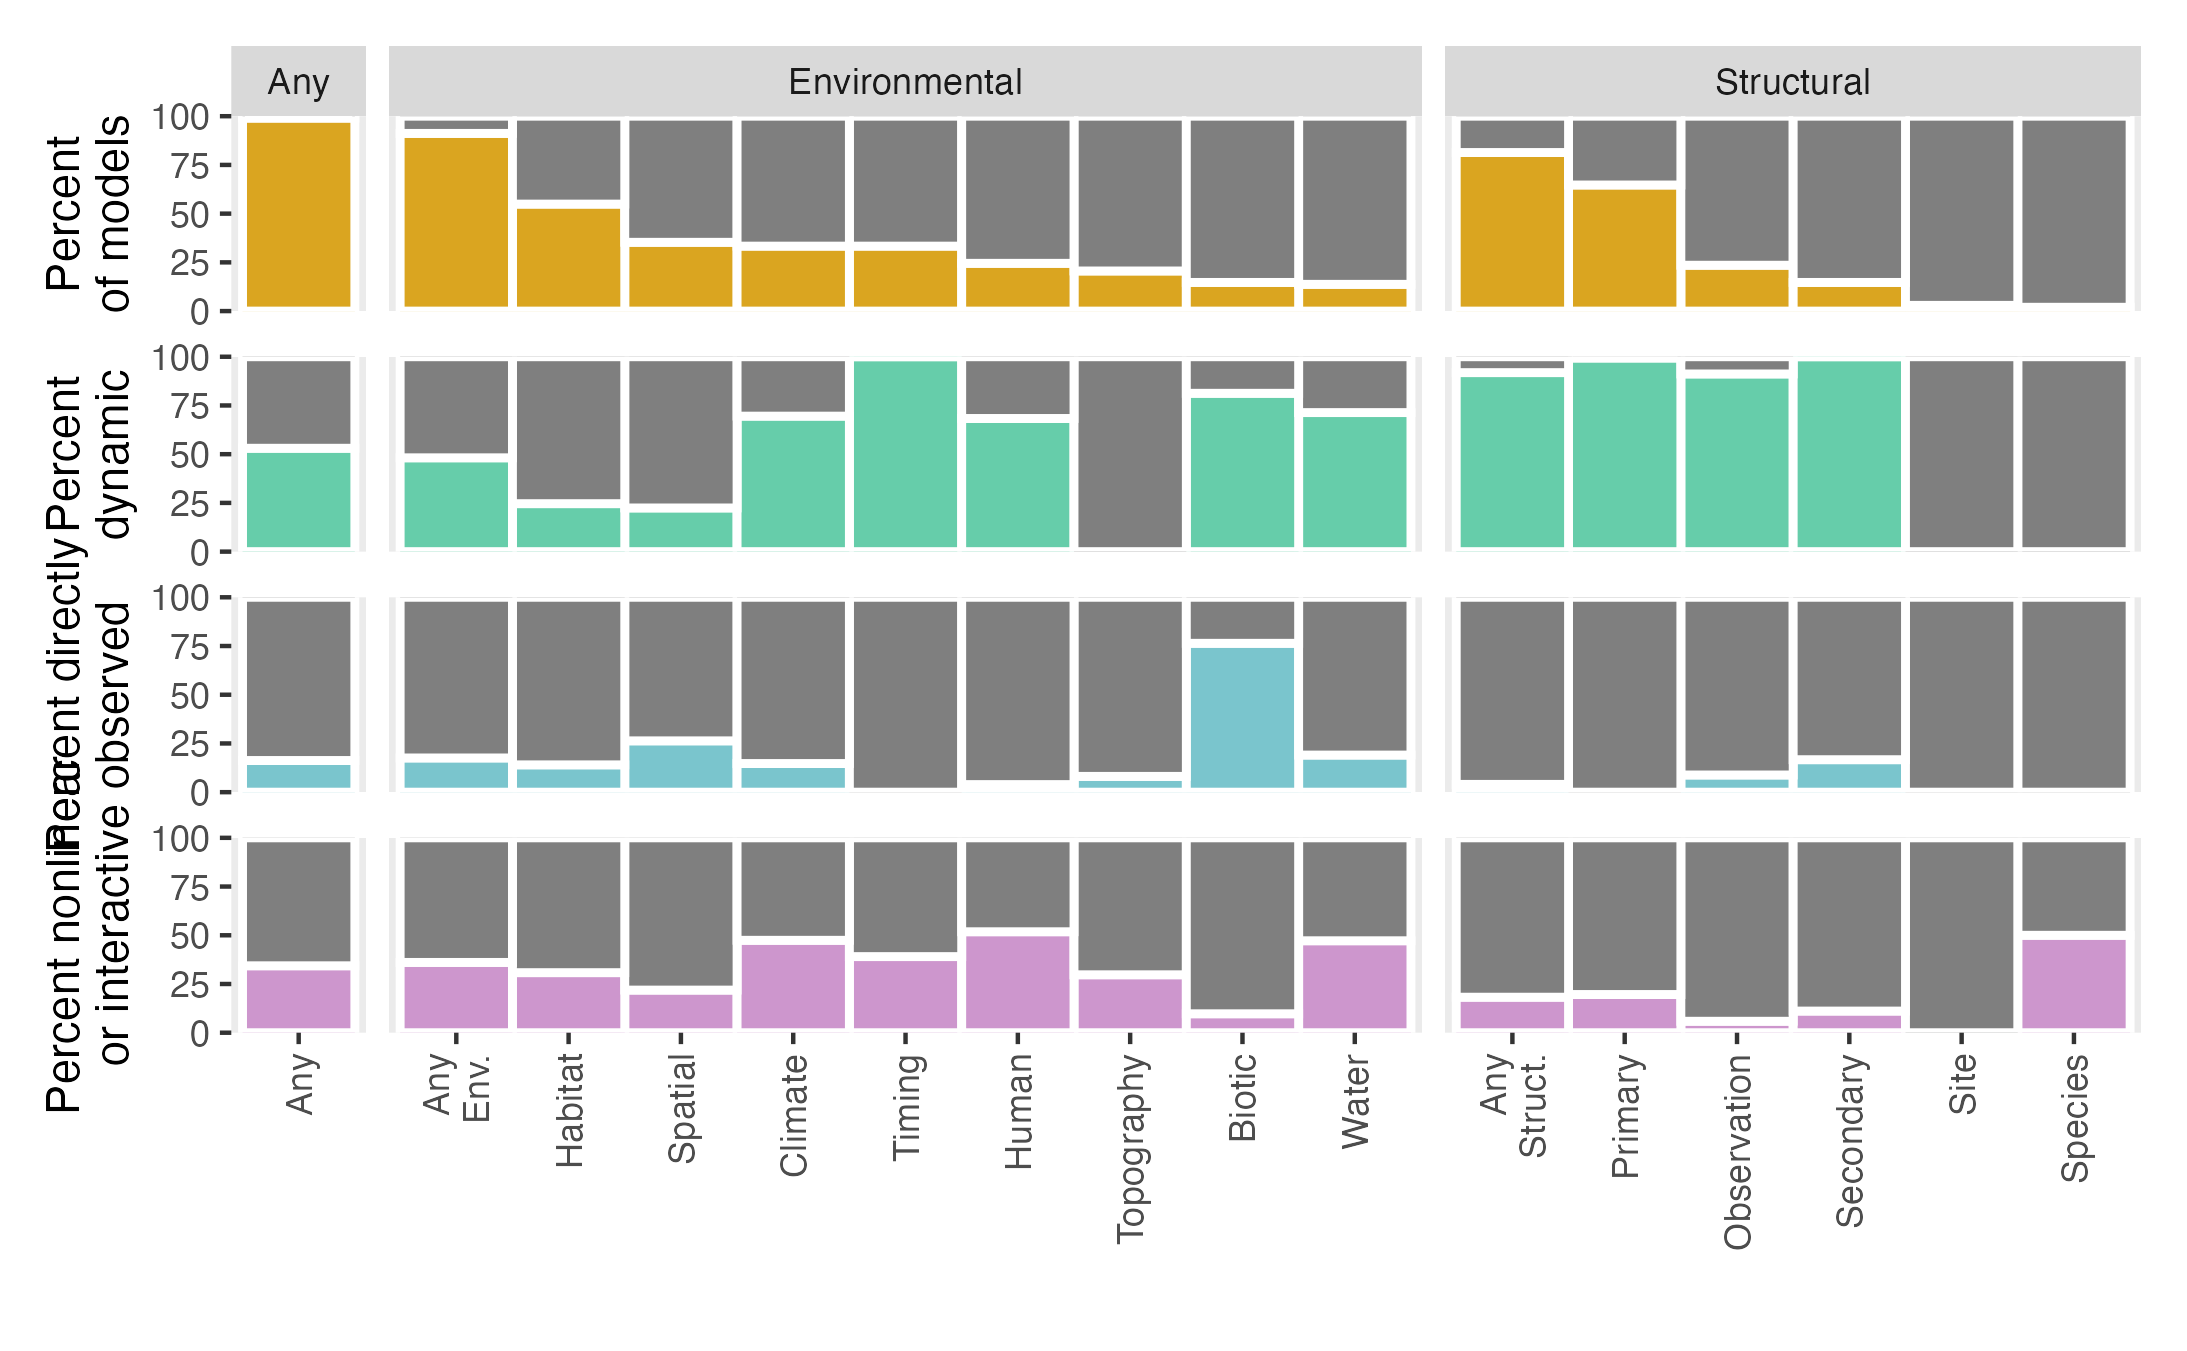 Any
Environmental
Structural
Percent
of models
100
75
50
25
0
Percent
dynamic
100
75
50
25
0
Percent directly
observed
100
75
50
25
0
Percent nonlinear
or interactive
100
75
50
25
0
Any
Any
Env.
Habitat
Spatial
Climate
Timing
Human
Topography
Biotic
Water
Any
Struct.
Primary
Observation
Secondary
Site
Species